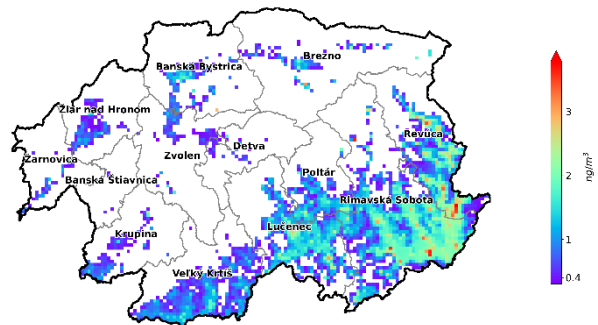 Brezno
Banská Bystrica
Žiar nad Hronom
Revúca
Detva
Zvolen
Žarnovica
Poltár
Banská Štiavnica
Rimavská Sobota
Lučenec
Krupina
Veľký Krtíš
3
2
1
0.4
ng/m³